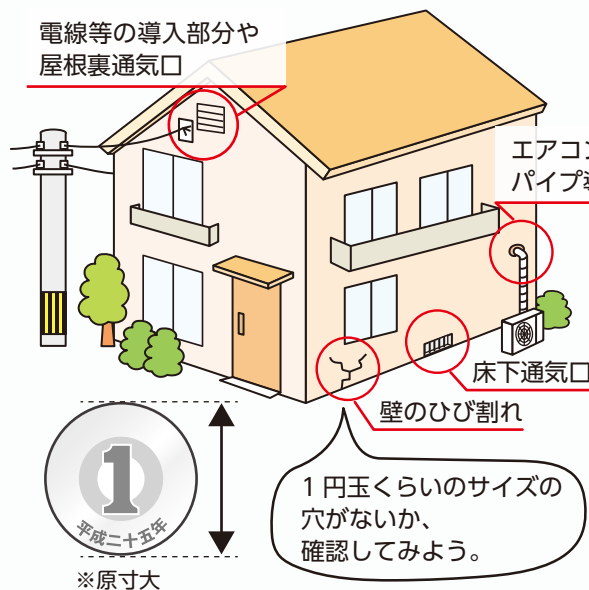 電線等の導入部分や
屋根裏通気口
エアコン
パイプ導
床下通気口
壁のひび割れ
1円玉くらいのサイズの
穴がないか、
確認してみよう。
1
平成二十五年
※原寸大